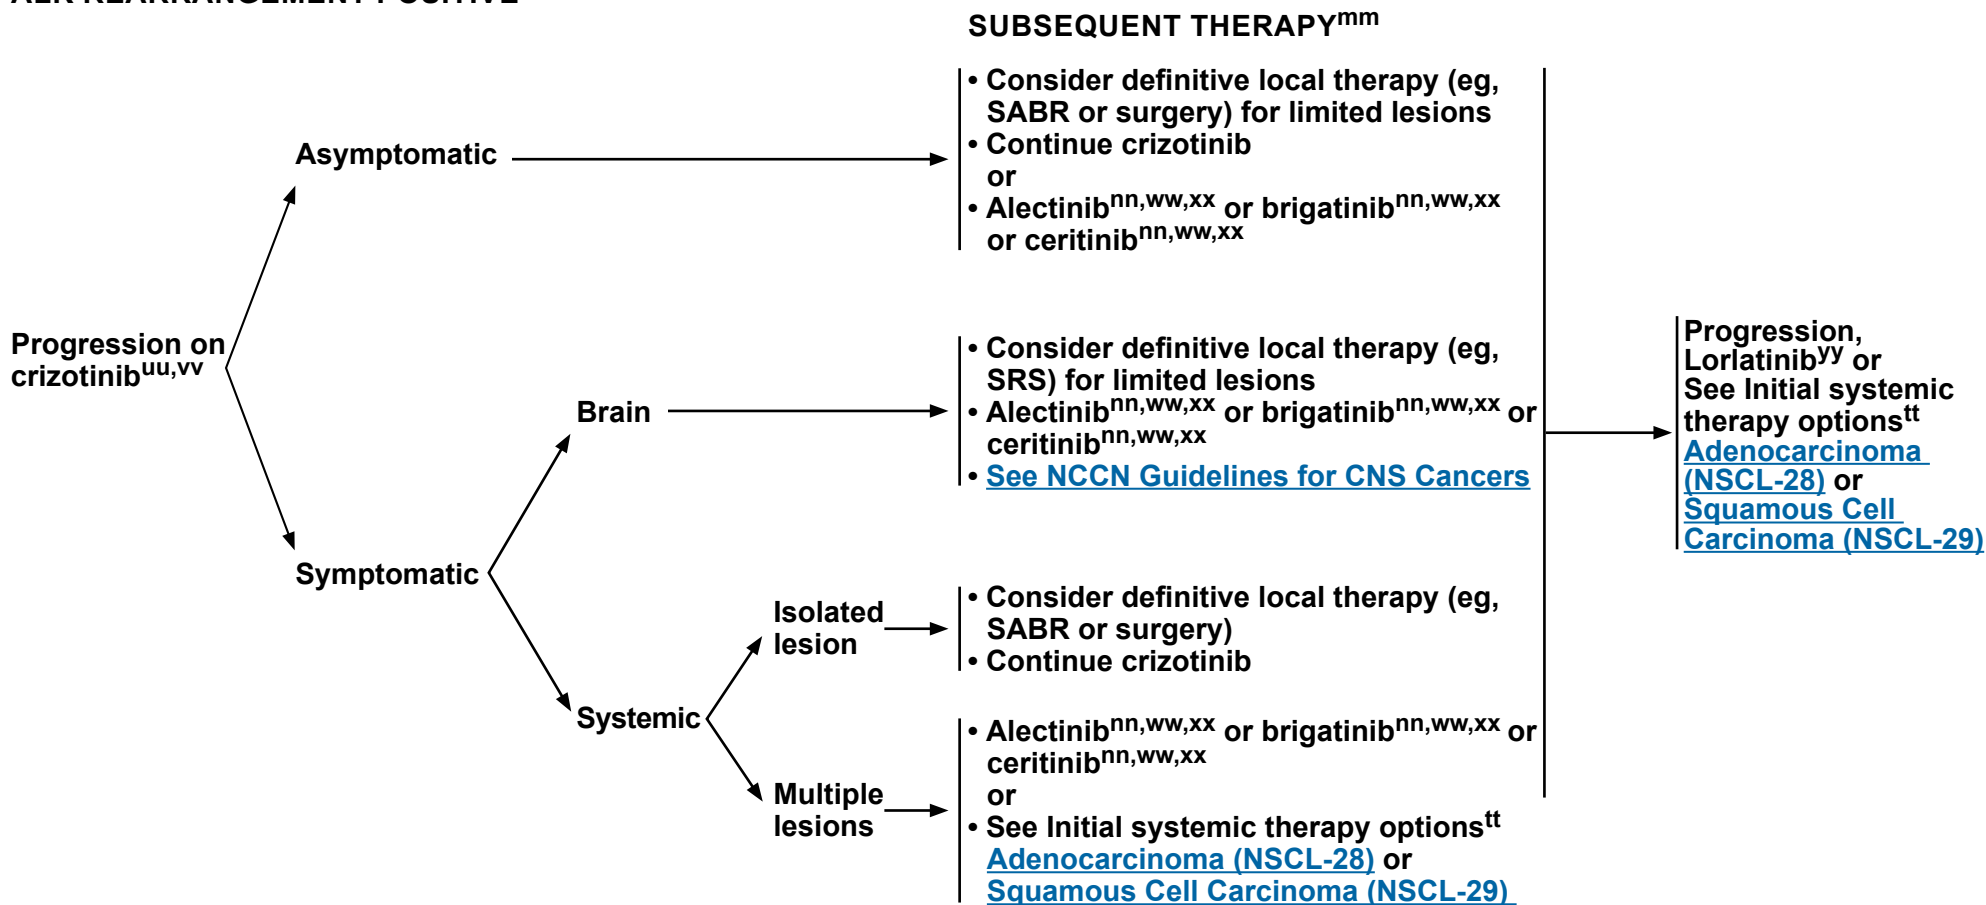 ALK REARRANGEMENT POSITIVE
SUBSEQUENT THERAPYmm
Progression on
crizotinibuu,vv
Asymptomatic
• Consider definitive local therapy (eg,
SABR or surgery) for limited lesions
• Continue crizotinib
or
• Alectinibnn,ww,xx or brigatinibnn,ww,xx
or ceritinibnn,ww,xx
Symptomatic
Brain
• Consider definitive local therapy (eg,
SRS) for limited lesions
• Alectinibnn,ww,xx or brigatinibnn,ww,xx or
ceritinibnn,ww,xx
• See NCCN Guidelines for CNS Cancers
Systemic
Isolated
lesion
• Consider definitive local therapy (eg,
SABR or surgery)
• Continue crizotinib
Multiple
lesions
• Alectinibnn,ww,xx or brigatinibnn,ww,xx or
ceritinibnn,ww,xx
or
• See Initial systemic therapy optionstt
Adenocarcinoma (NSCL-28) or
Squamous Cell Carcinoma (NSCL-29)
Progression,
Lorlatinibyy or
See Initial systemic
therapy optionstt
Adenocarcinoma
(NSCL-28) or
Squamous Cell
Carcinoma (NSCL-29)